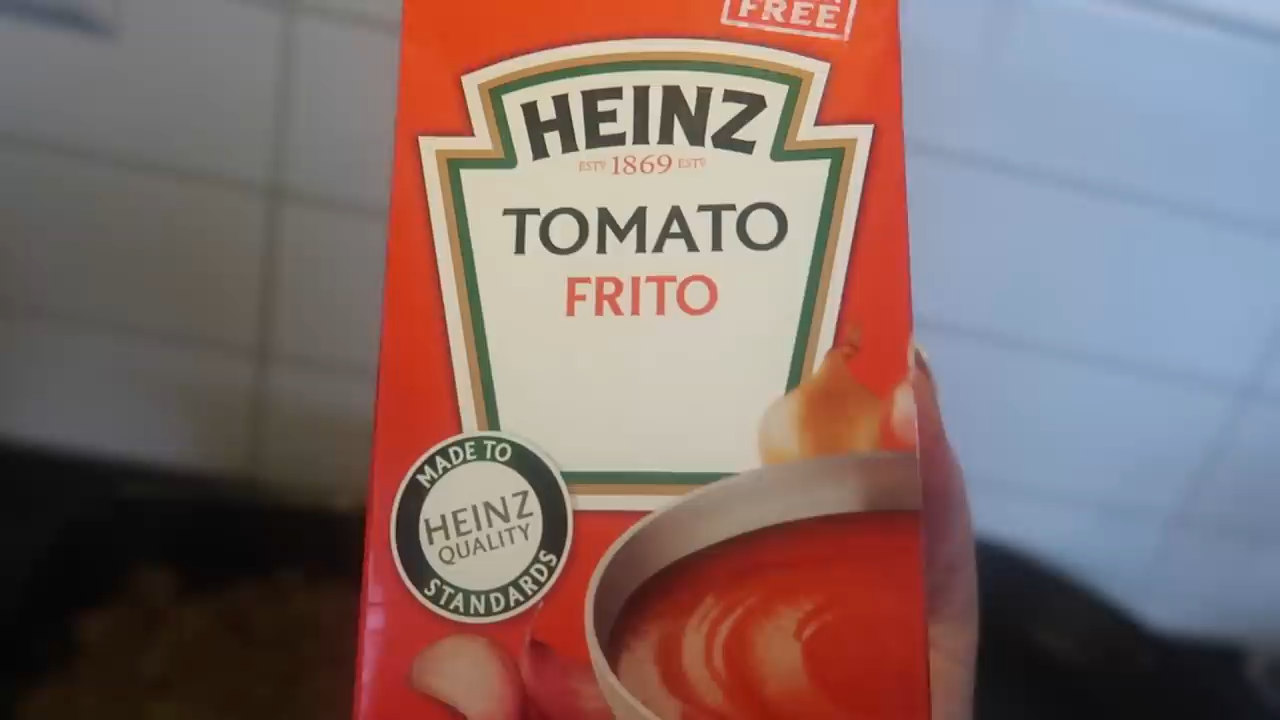 FREE
HEINZ
ESTD 1869 ESTD
TOMATO
FRITO
MADE TO
HEINZ
QUALITY
STANDARDS